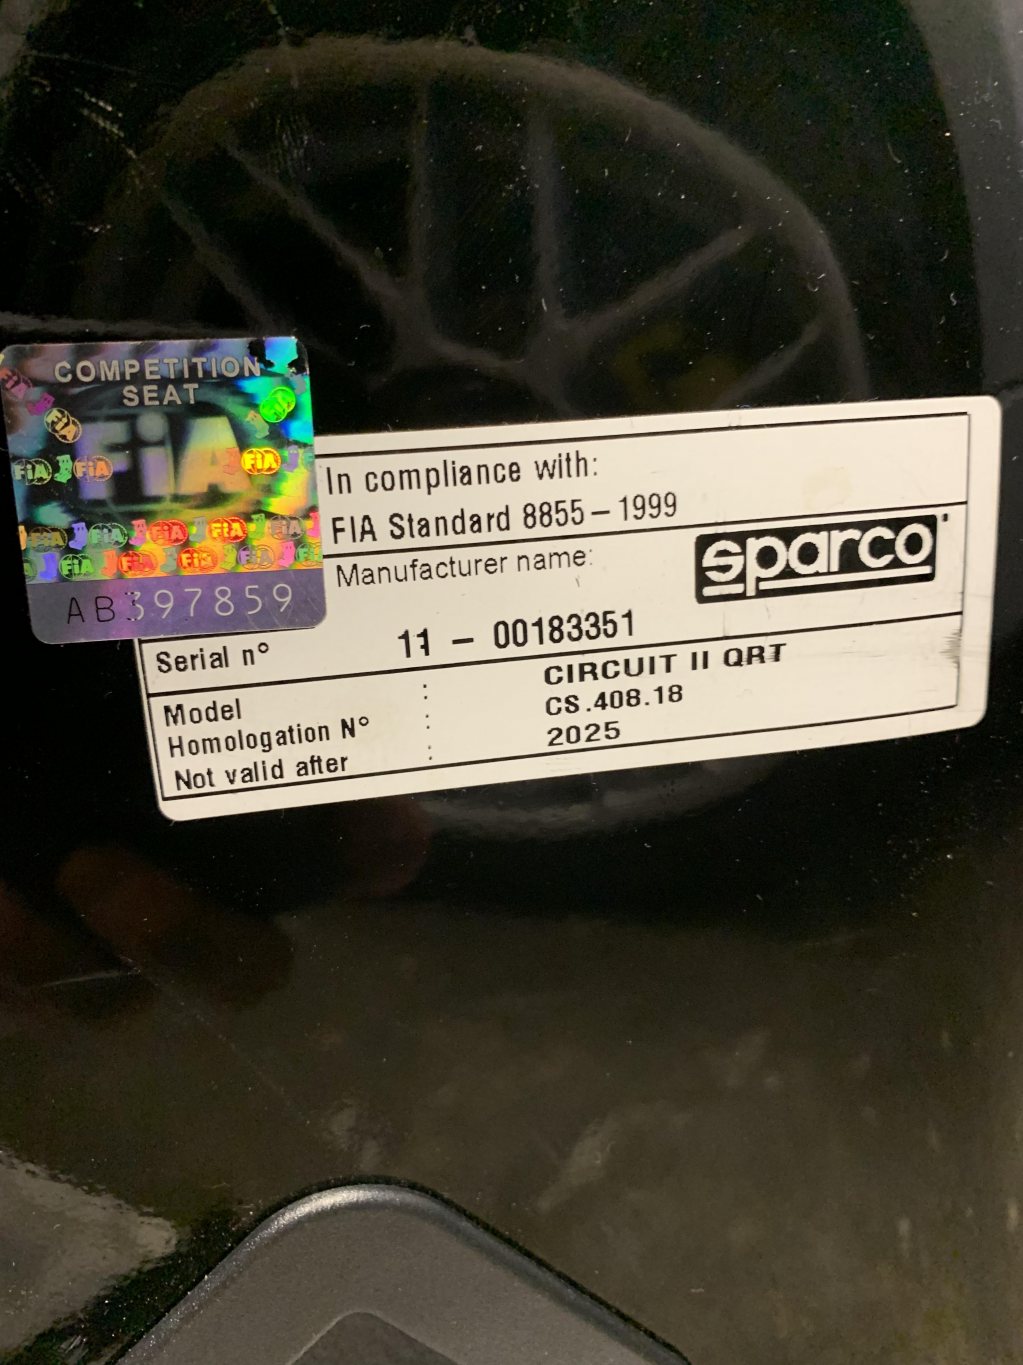 COMPETITION
SEAT
FiA
AB397859
In compliance with:
FIA Standard 8855 – 1999
Manufacturer name:
sparco
Serial n° 11 – 00183351
Model : CIRCUIT II QRT
Homologation N° : CS.408.18
Not valid after : 2025